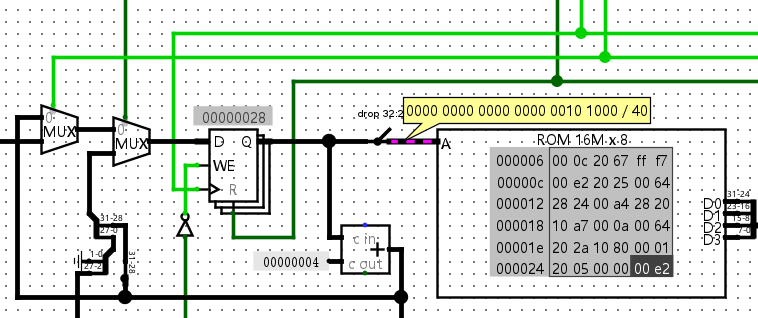 0000 0000 0000 0000 0010 1000 / 40
drop 32:2
00000028
ROM 16M x 8
0
MUX
0
MUX
D Q
WE
R
A
000006 00 0c 20 67 ff f7
00000c 00 e2 20 25 00 64
000012 28 24 00 a4 28 20
000018 10 a7 00 0a 00 64
00001e 20 2a 10 80 00 01
000024 20 05 00 00 00 e2
D0 31-24
D1 23-16
D2 15-8
D3 7-0
31-28
27-0
1-0
27-2
31-28
c in
+
c out
00000004